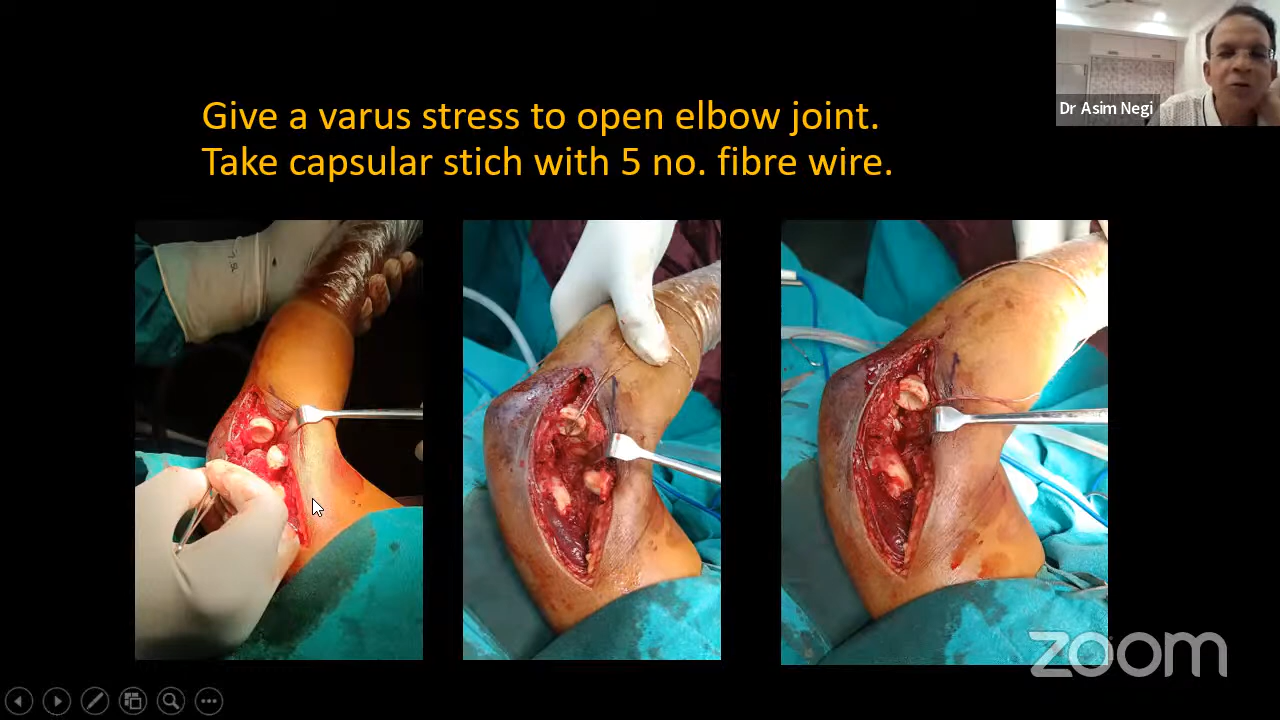 Give a varus stress to open elbow joint.
Take capsular stich with 5 no. fibre wire.
Dr Asim Negi
zoom